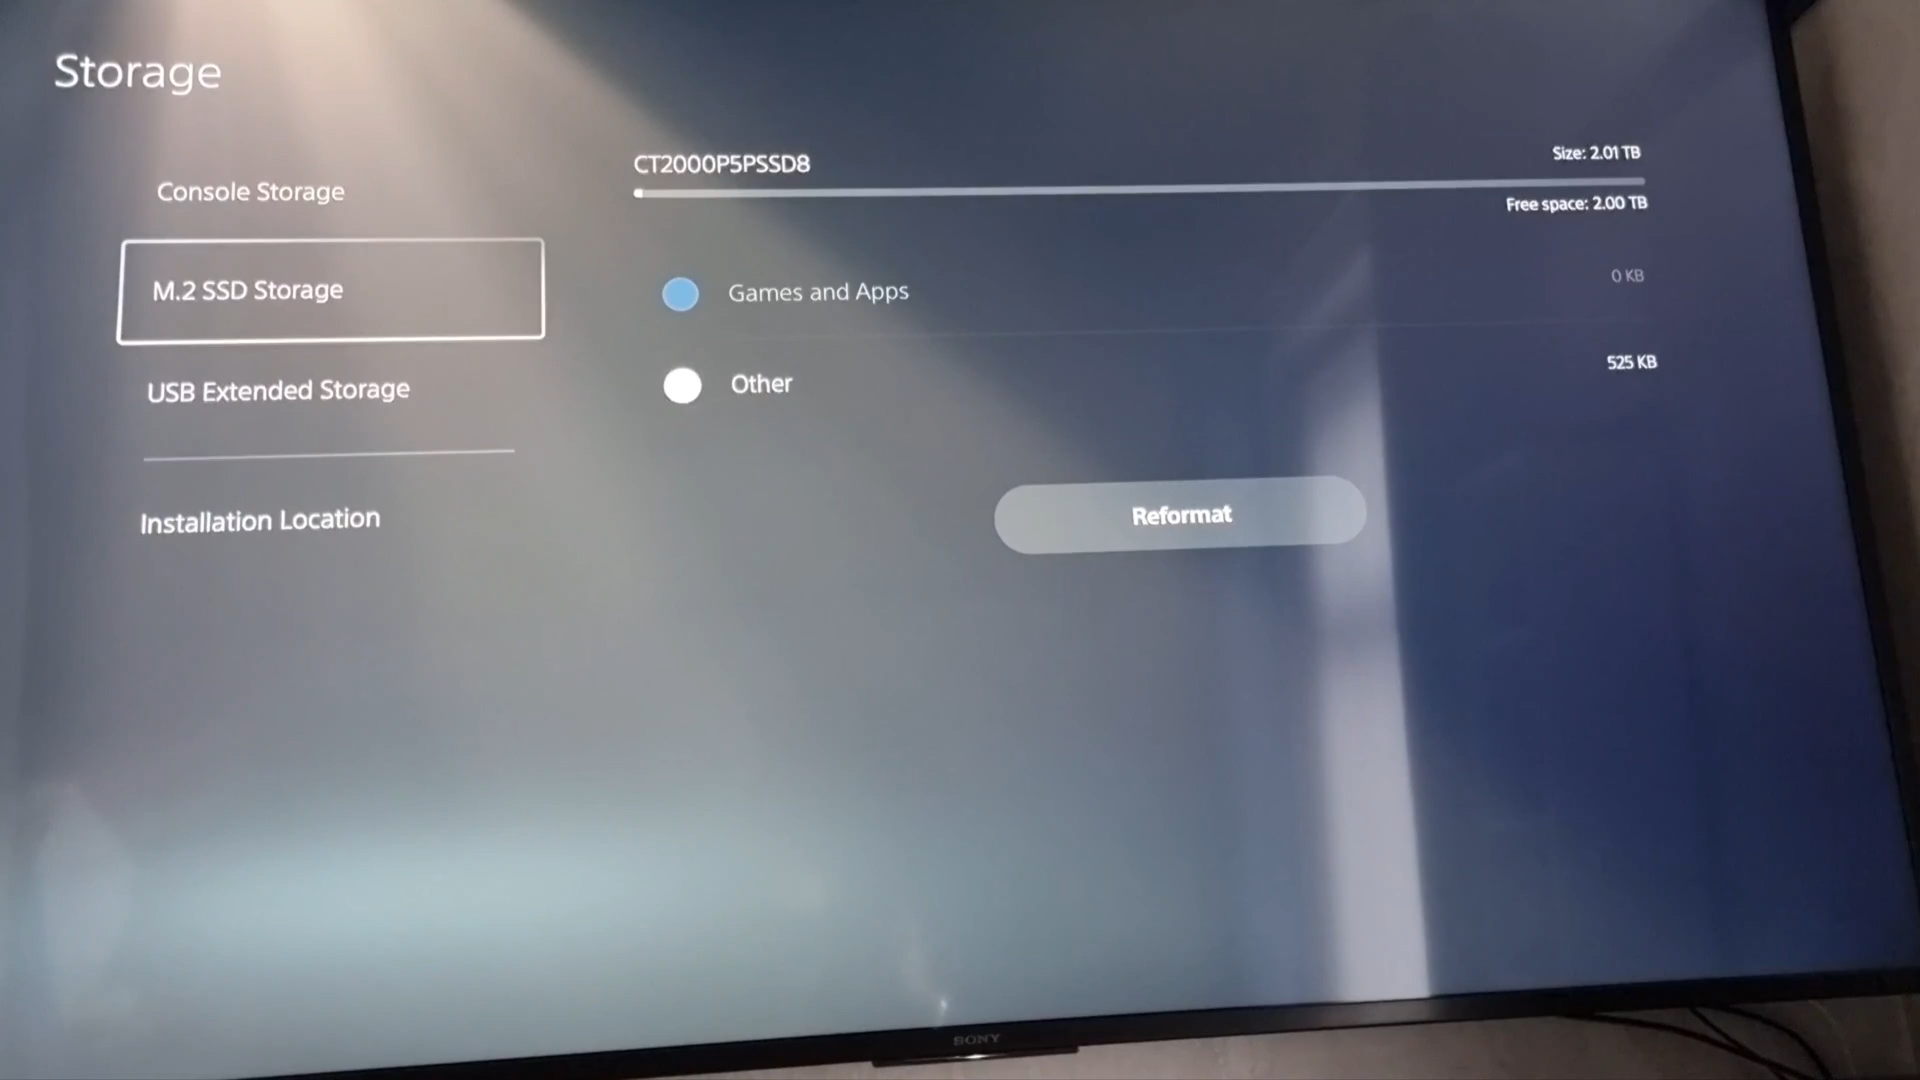 Storage
Console Storage
M.2 SSD Storage
USB Extended Storage
Installation Location
CT2000P5PSSD8
Size: 2.01 TB
Free space: 2.00 TB
Games and Apps
0 KB
Other
525 KB
Reformat
SONY